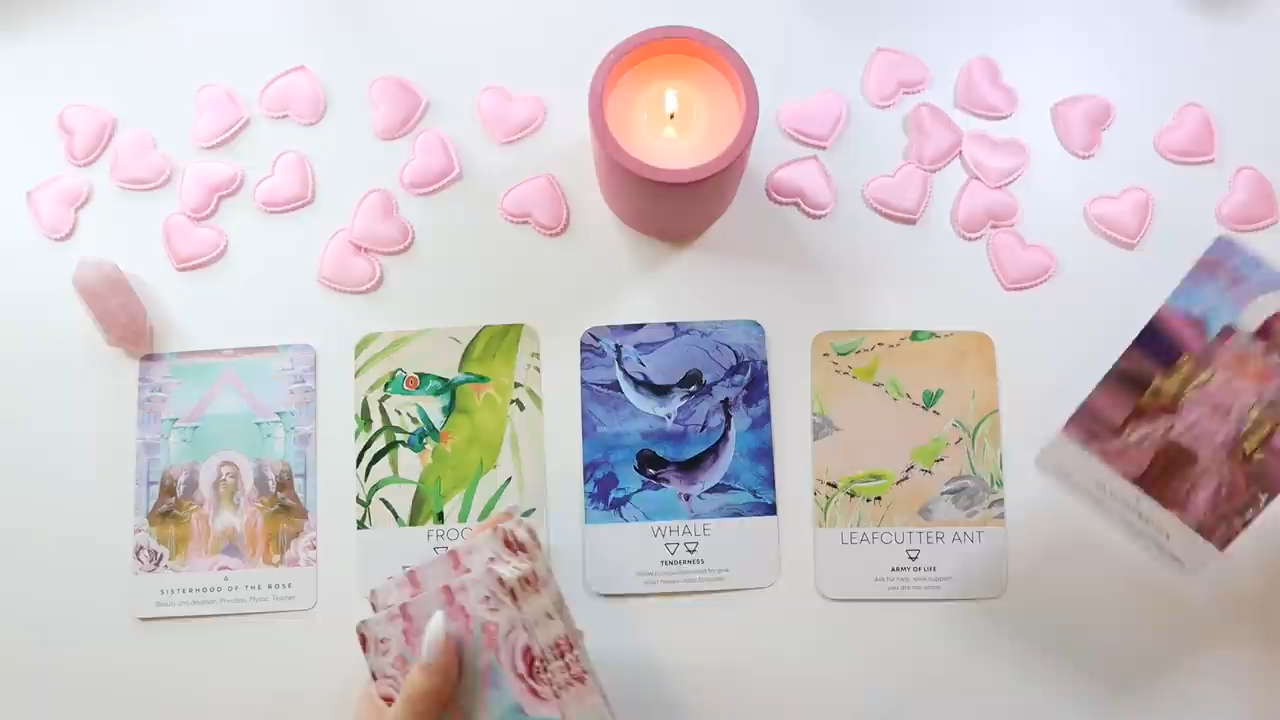 SISTERHOOD OF THE ROSE
Beauty and devotion. Priestess, Mystic, Teacher.
FROG
WHALE
TENDERNESS
LEAFCUTTER ANT
ARMY OF LIFE
Ask for help, seek support
you are not alone